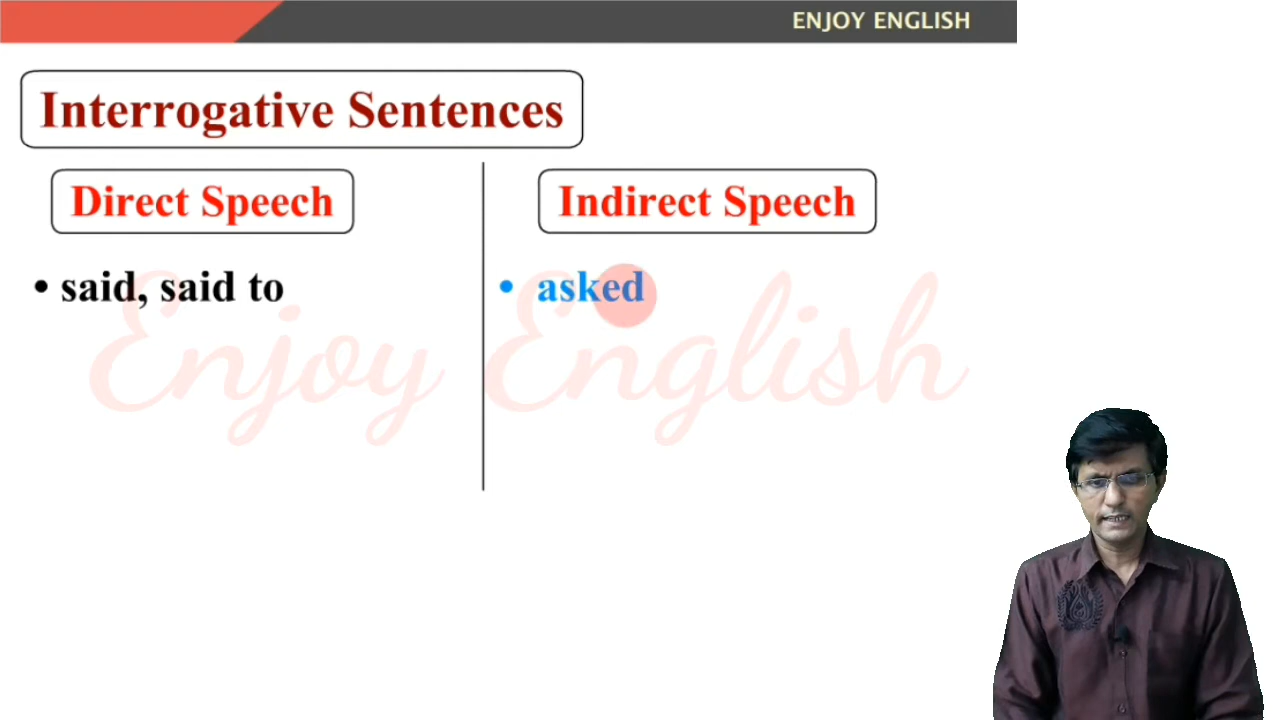 ENJOY ENGLISH
Interrogative Sentences
Direct Speech
Indirect Speech
• said, said to
• asked
Enjoy English